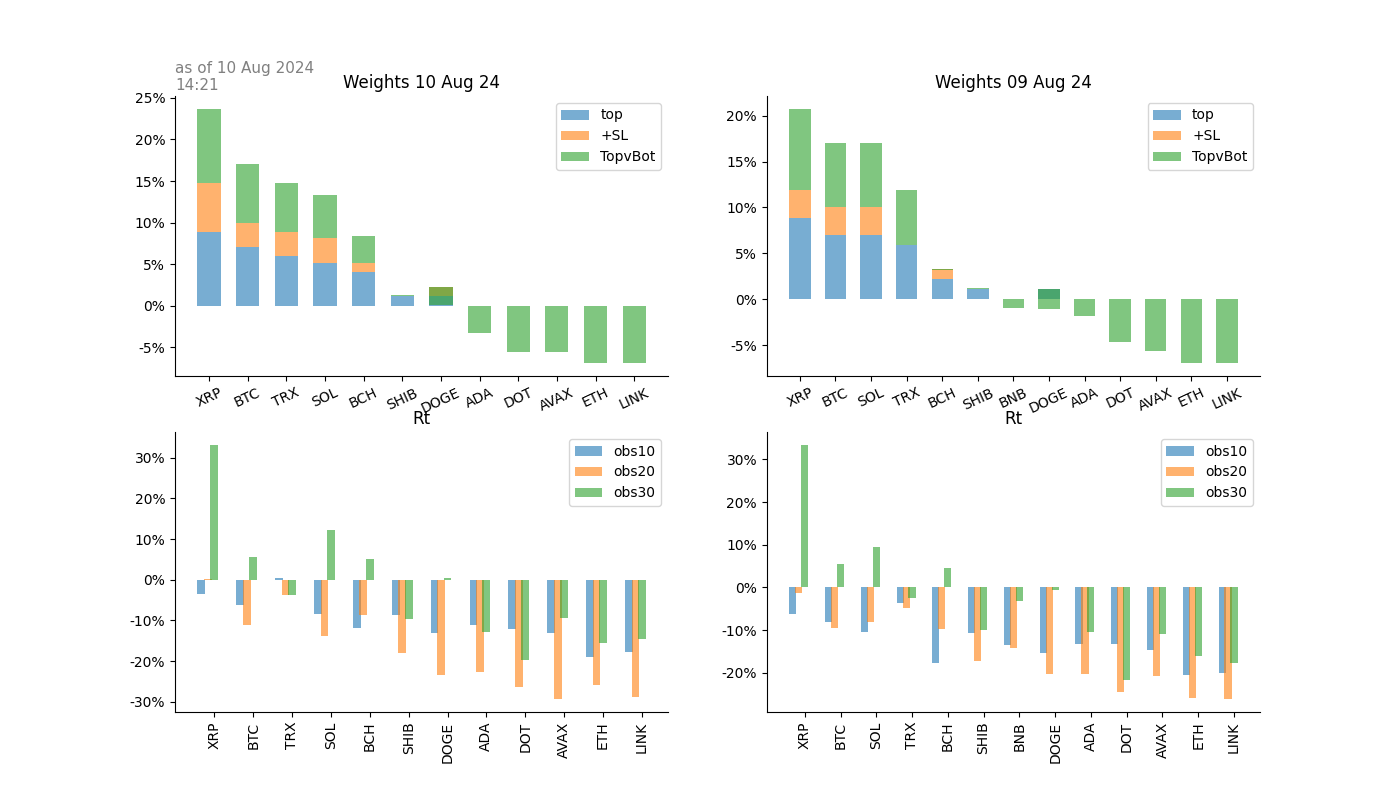 as of 10 Aug 2024
14:21
Weights 10 Aug 24
25%
20%
15%
10%
5%
0%
-5%
top
+SL
TopvBot
XRP BTC TRX SOL BCH SHIB DOGE ADA DOT AVAX ETH LINK
Weights 09 Aug 24
20%
15%
10%
5%
0%
-5%
top
+SL
TopvBot
XRP BTC SOL TRX BCH SHIB BNB DOGE ADA DOT AVAX ETH LINK
Rt
30%
20%
10%
0%
-10%
-20%
-30%
obs10
obs20
obs30
XRP BTC TRX SOL BCH SHIB DOGE ADA DOT AVAX ETH LINK
Rt
30%
20%
10%
0%
-10%
-20%
obs10
obs20
obs30
XRP BTC SOL TRX BCH SHIB BNB DOGE ADA DOT AVAX ETH LINK